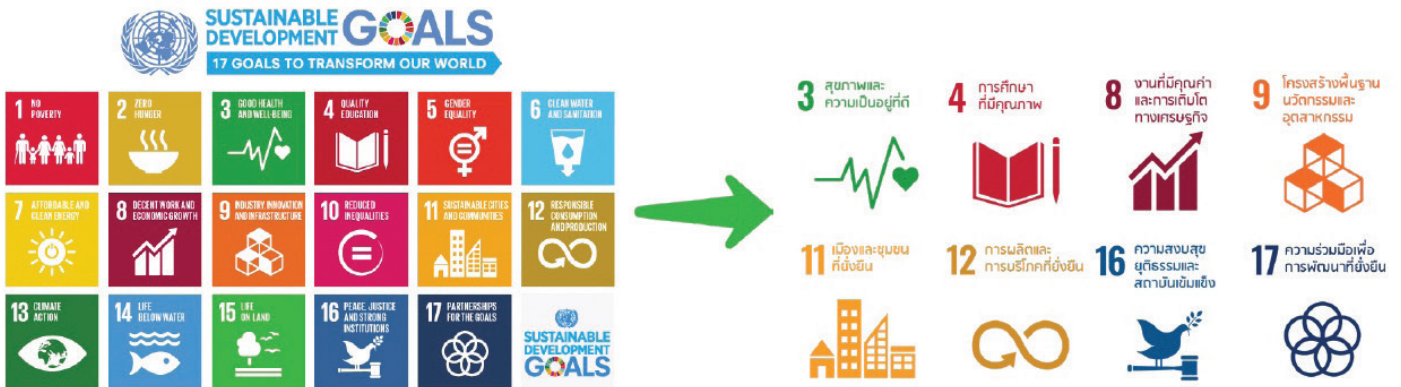 SUSTAINABLE
DEVELOPMENT GOALS
17 GOALS TO TRANSFORM OUR WORLD
1 NO
POVERTY
2 ZERO
HUNGER
3 GOOD HEALTH
AND WELL-BEING
4 QUALITY
EDUCATION
5 GENDER
EQUALITY
6 CLEAN WATER
AND SANITATION
7 AFFORDABLE AND
CLEAN ENERGY
8 DECENT WORK AND
ECONOMIC GROWTH
9 INDUSTRY INNOVATION
AND INFRASTRUCTURE
10 REDUCED
INEQUALITIES
11 SUSTAINABLE CITIES
AND COMMUNITIES
12 RESPONSIBLE
CONSUMPTION
AND PRODUCTION
13 CLIMATE
ACTION
14 LIFE
BELOW WATER
15 LIFE
ON LAND
16 PEACE, JUSTICE
AND STRONG
INSTITUTIONS
17 PARTNERSHIPS
FOR THE GOALS
SUSTAINABLE
DEVELOPMENT
GOALS
3 สุขภาพและ
ความเป็นอยู่ที่ดี
4 การศึกษา
ที่มีคุณภาพ
8 งานที่มีคุณค่า
และการเติบโต
ทางเศรษฐกิจ
9 โครงสร้างพื้นฐาน
นวัตกรรมและ
อุตสาหกรรม
11 เมืองและชุมชน
ที่ยั่งยืน
12 การผลิตและ
การบริโภคที่ยั่งยืน
16 ความสงบสุข
ยุติธรรมและ
สถาบันเข้มแข็ง
17 ความร่วมมือเพื่อ
การพัฒนาที่ยั่งยืน